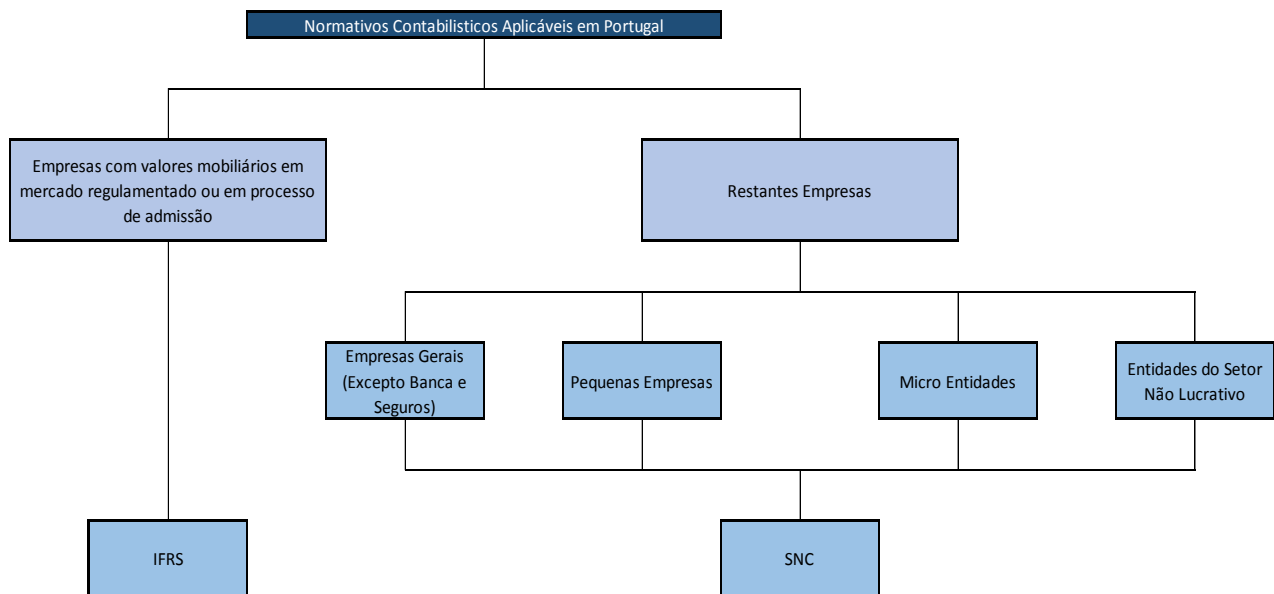 Normativos Contabilisticos Aplicáveis em Portugal
Empresas com valores mobiliários em
mercado regulamentado ou em processo
de admissão
Restantes Empresas
Empresas Gerais
(Excepto Banca e
Seguros)
Pequenas Empresas
Micro Entidades
Entidades do Setor
Não Lucrativo
IFRS
SNC